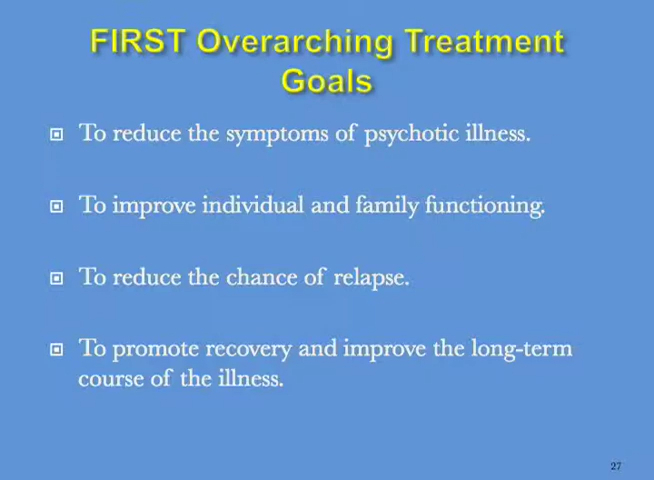 FIRST Overarching Treatment
Goals
To reduce the symptoms of psychotic illness.
To improve individual and family functioning.
To reduce the chance of relapse.
To promote recovery and improve the long-term
course of the illness.
27